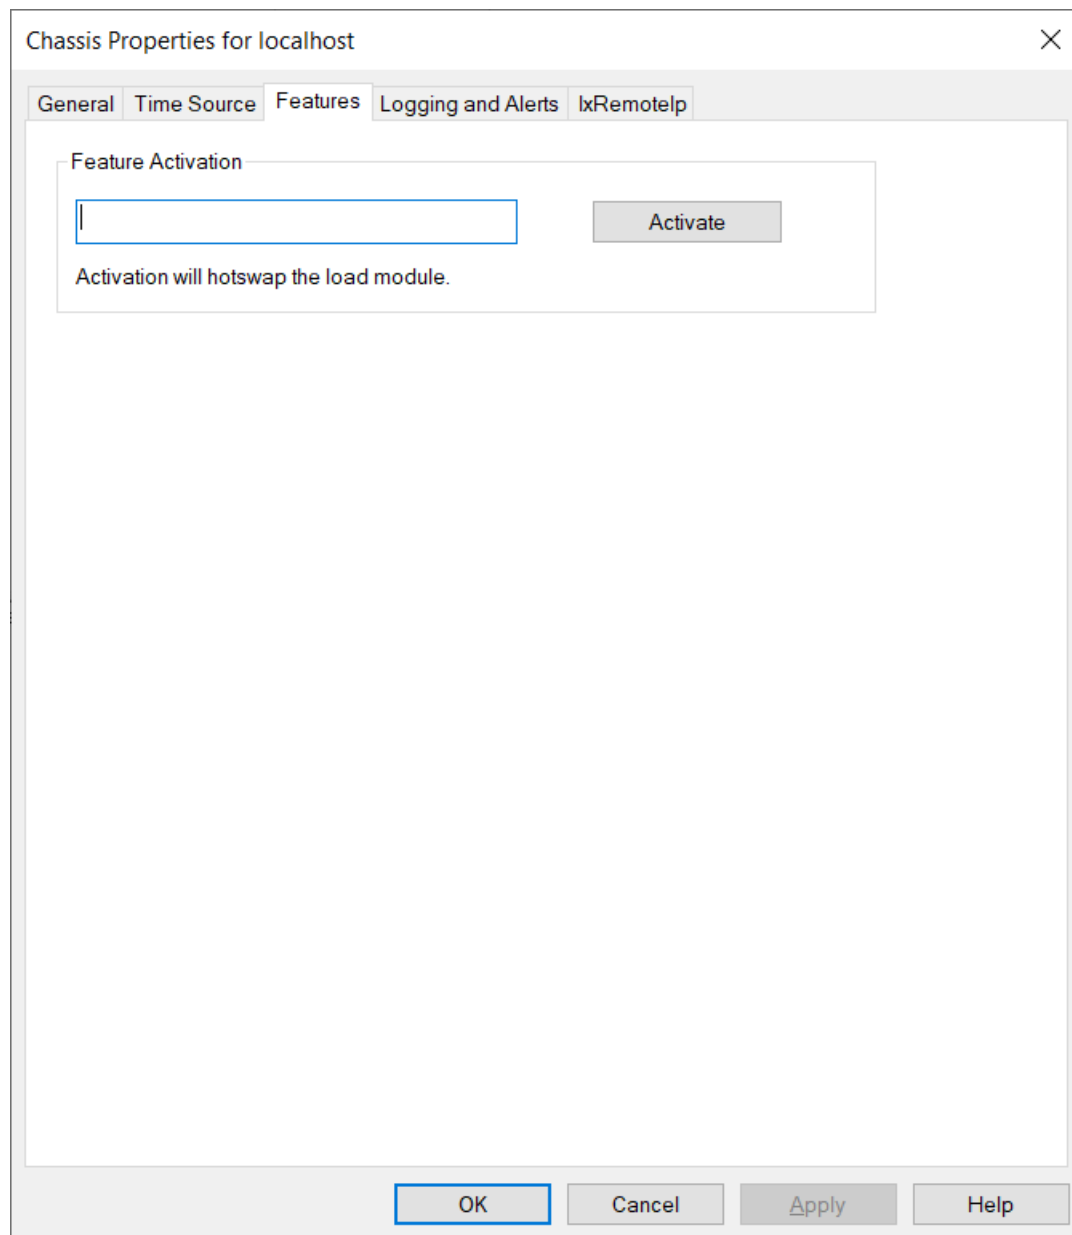 Chassis Properties for localhost
General Time Source Features Logging and Alerts IxRemoteIp
Feature Activation
Activate
Activation will hotswap the load module.
OK Cancel Apply Help